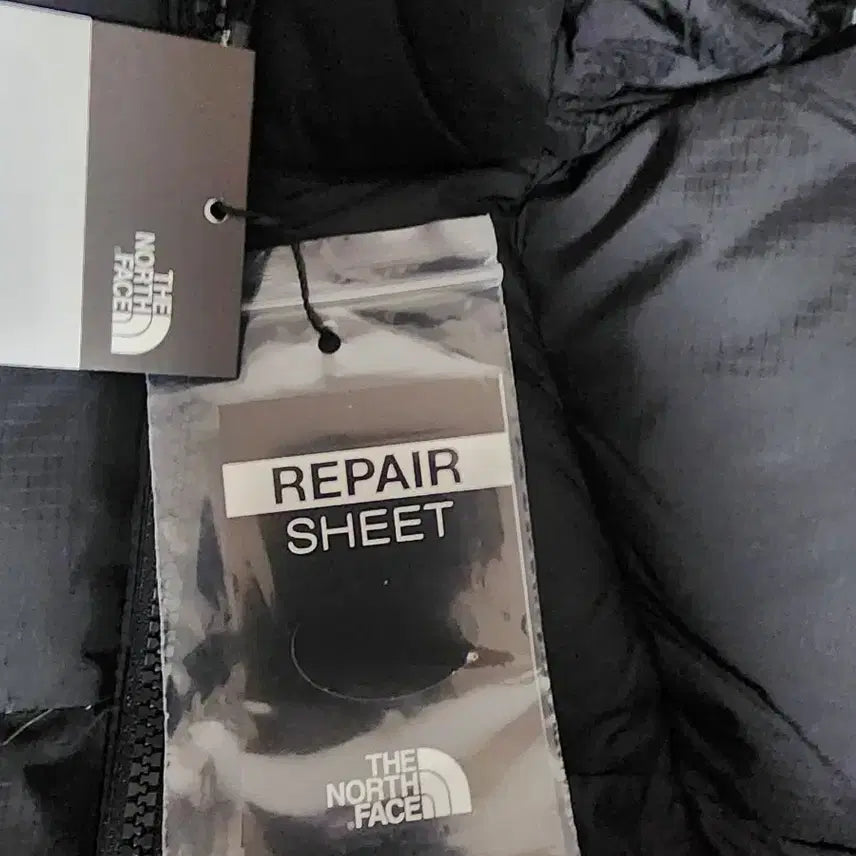 THE
NORTH
FACE
REPAIR
SHEET
THE
NORTH
FACE